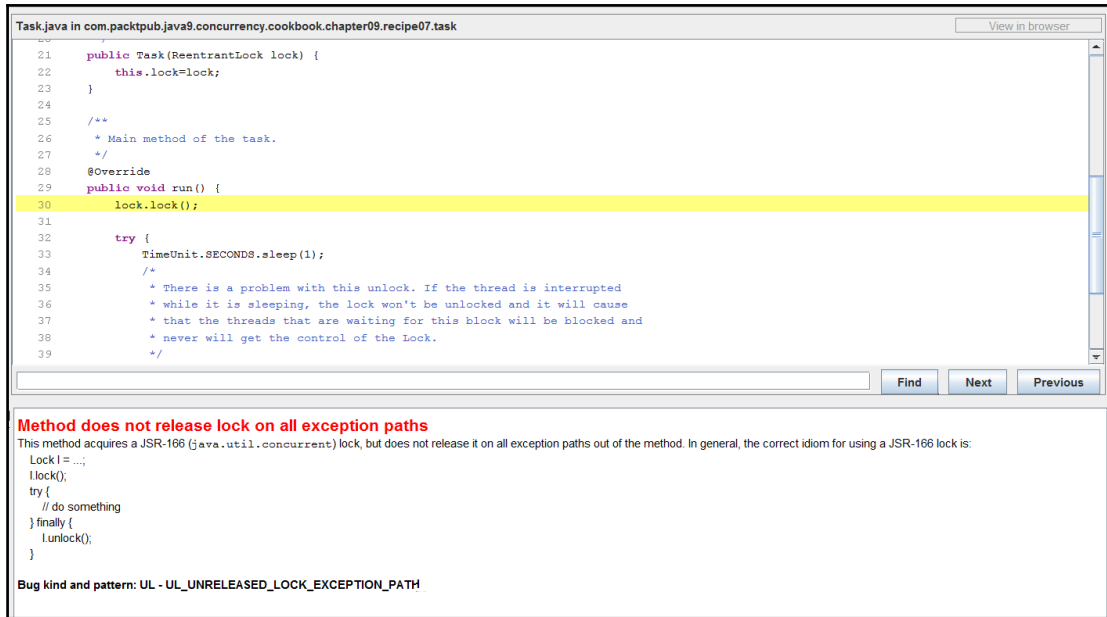 Task.java in com.packtpub.java9.concurrency.cookbook.chapter09.recipe07.task View in browser
21 public Task(ReentrantLock lock) {
22 this.lock=lock;
23 }
24
25 /**
26 * Main method of the task.
27 */
28 @Override
29 public void run() {
30 lock.lock();
31
32 try {
33 TimeUnit.SECONDS.sleep(1);
34 /*
35 * There is a problem with this unlock. If the thread is interrupted
36 * while it is sleeping, the lock won't be unlocked and it will cause
37 * that the threads that are waiting for this block will be blocked and
38 * never will get the control of the Lock.
39 */
Find Next Previous
Method does not release lock on all exception paths
This method acquires a JSR-166 (java.util.concurrent) lock, but does not release it on all exception paths out of the method. In general, the correct idiom for using a JSR-166 lock is:
Lock l = ...;
l.lock();
try {
// do something
} finally {
l.unlock();
}
Bug kind and pattern: UL - UL_UNRELEASED_LOCK_EXCEPTION_PATH